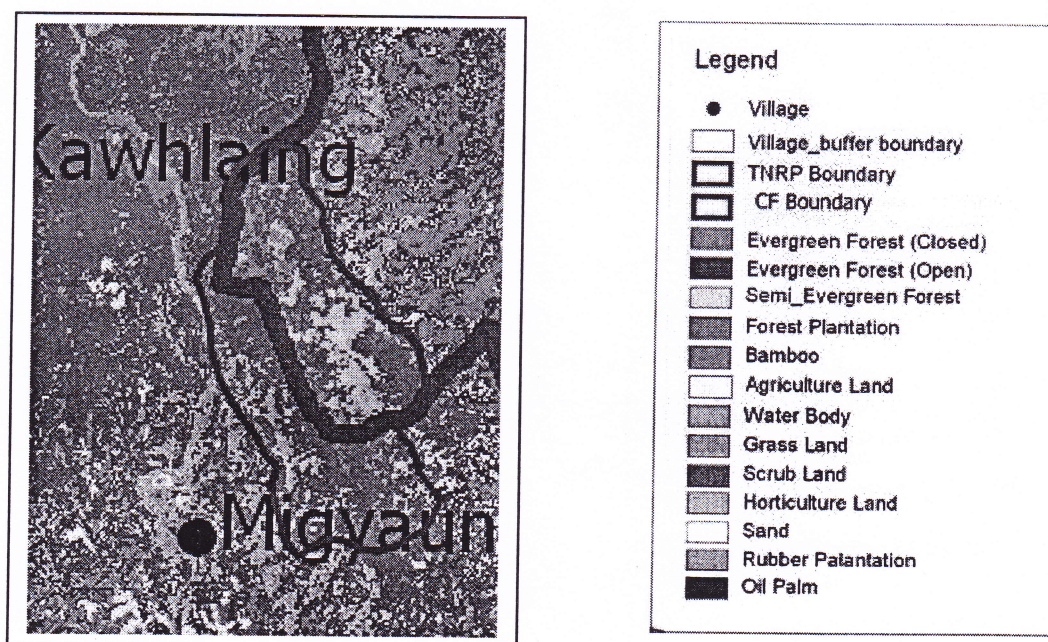 Kawhlaing
Migyaun
Legend
Village
Village_buffer boundary
TNRP Boundary
CF Boundary
Evergreen Forest (Closed)
Evergreen Forest (Open)
Semi_Evergreen Forest
Forest Plantation
Bamboo
Agriculture Land
Water Body
Grass Land
Scrub Land
Horticulture Land
Sand
Rubber Palantation
Oil Palm